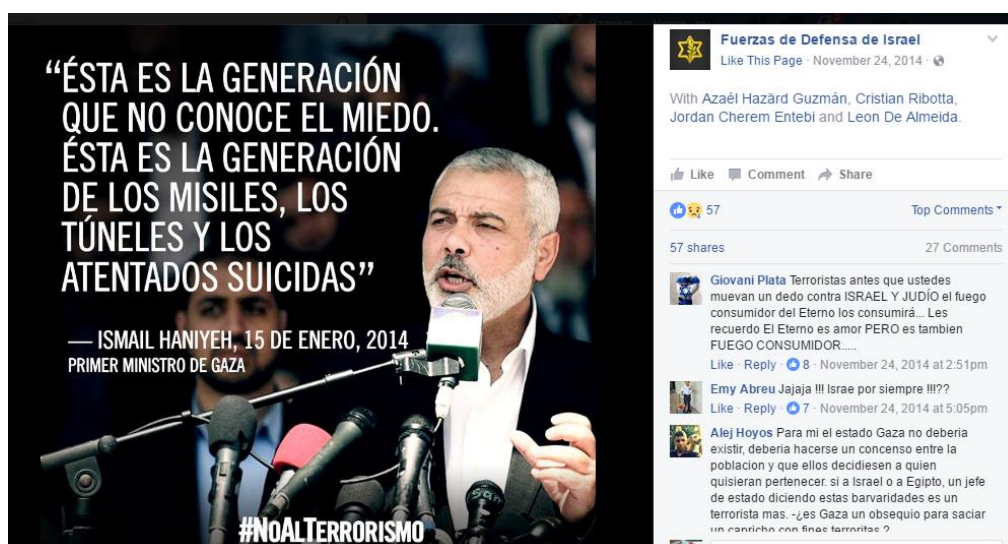 “ÉSTA ES LA GENERACIÓN
QUE NO CONOCE EL MIEDO.
ÉSTA ES LA GENERACIÓN
DE LOS MISILES, LOS
TÚNELES Y LOS
ATENTADOS SUICIDAS”
— ISMAIL HANIYEH, 15 DE ENERO, 2014
PRIMER MINISTRO DE GAZA
#NOALTERRORISMO
Fuerzas de Defensa de Israel
Like This Page · November 24, 2014 ·
With Azaél Hazärd Guzmán, Cristian Ribotta,
Jordan Cherem Entebi and Leon De Almeida.
Like Comment Share
57 Top Comments
57 shares 27 Comments
Giovani Plata Terroristas antes que ustedes
muevan un dedo contra ISRAEL Y JUDÍO el fuego
consumidor del Eterno los consumirá... Les
recuerdo El Eterno es amor PERO es tambien
FUEGO CONSUMIDOR.....
Like · Reply · 8 · November 24, 2014 at 2:51pm
Emy Abreu Jajaja !!! Israe por siempre !!!??
Like · Reply · 7 · November 24, 2014 at 5:05pm
Alej Hoyos Para mi el estado Gaza no deberia
existir, deberia hacerse un concenso entre la
poblacion y que ellos decidiesen a quien
quisieran pertenecer. si a Israel o a Egipto, un jefe
de estado diciendo estas barvaridades es un
terrorista mas. -¿es Gaza un obsequio para saciar
un capricho con fines territas ?